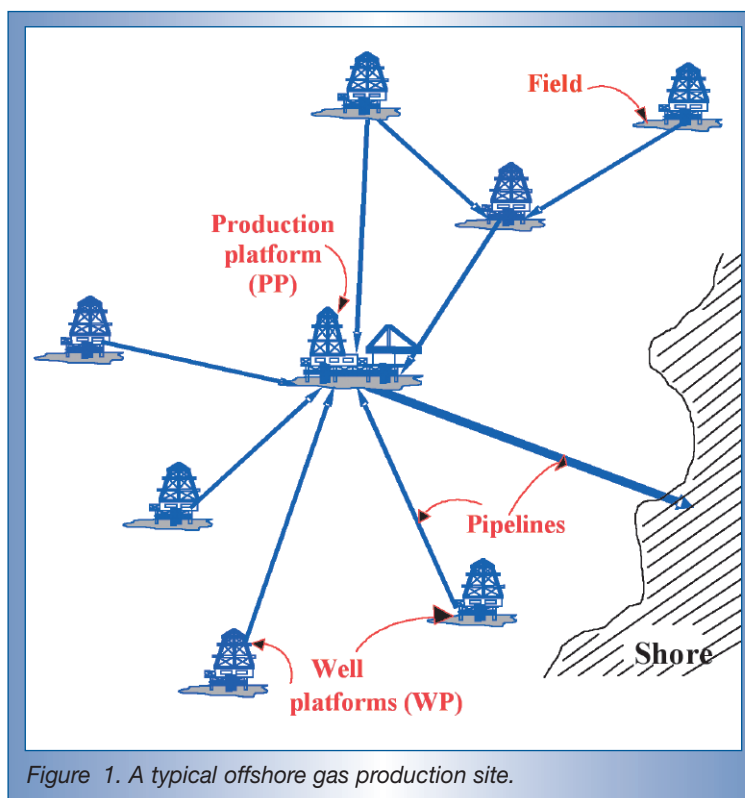 Field
Production
platform
(PP)
Pipelines
Well
platforms (WP)
Shore
Figure 1. A typical offshore gas production site.